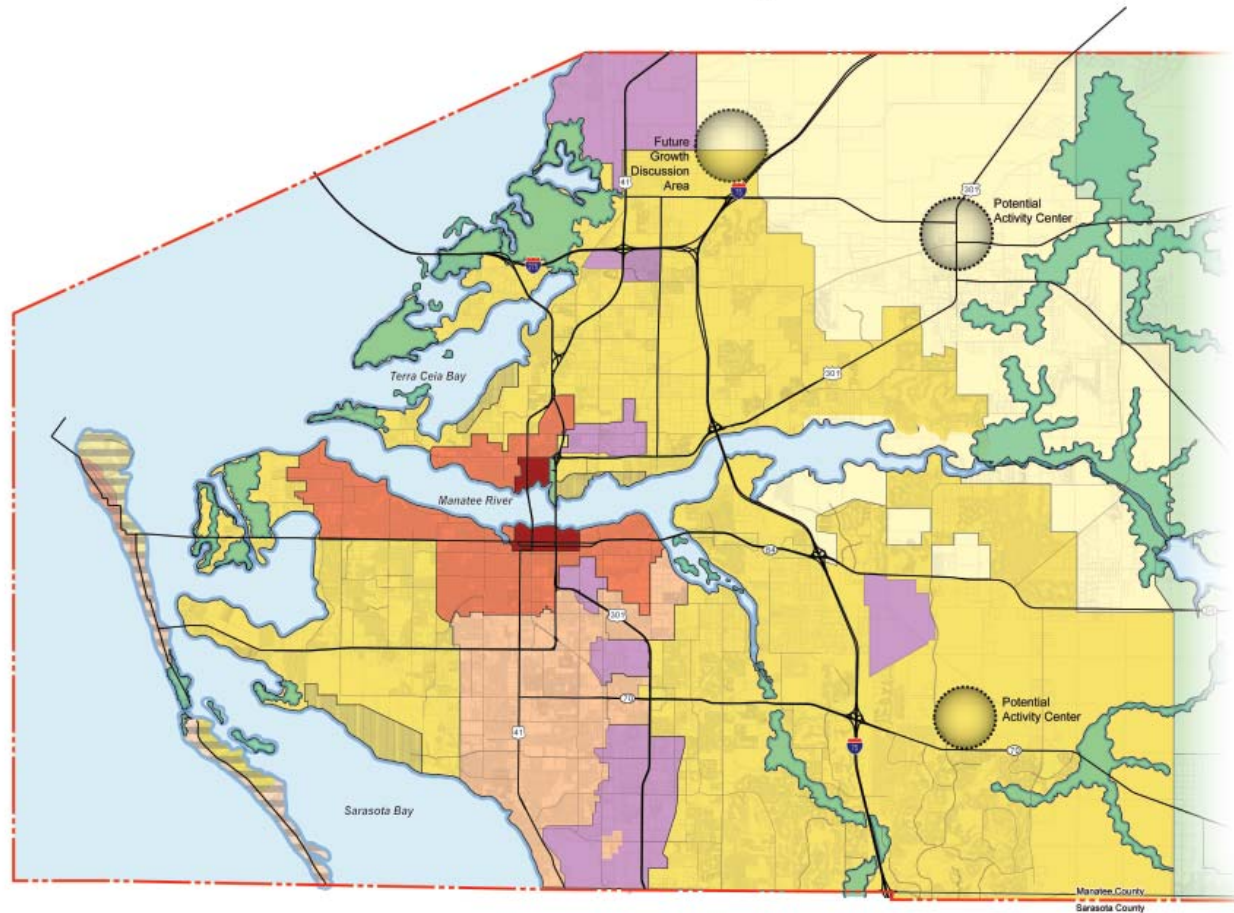 Future
Growth
Discussion
Area
41
75
301
Potential
Activity Center
275
Terra Ceia Bay
301
Manatee River
64
301
70
Potential
Activity Center
41
75
70
Sarasota Bay
Manatee County
Sarasota County